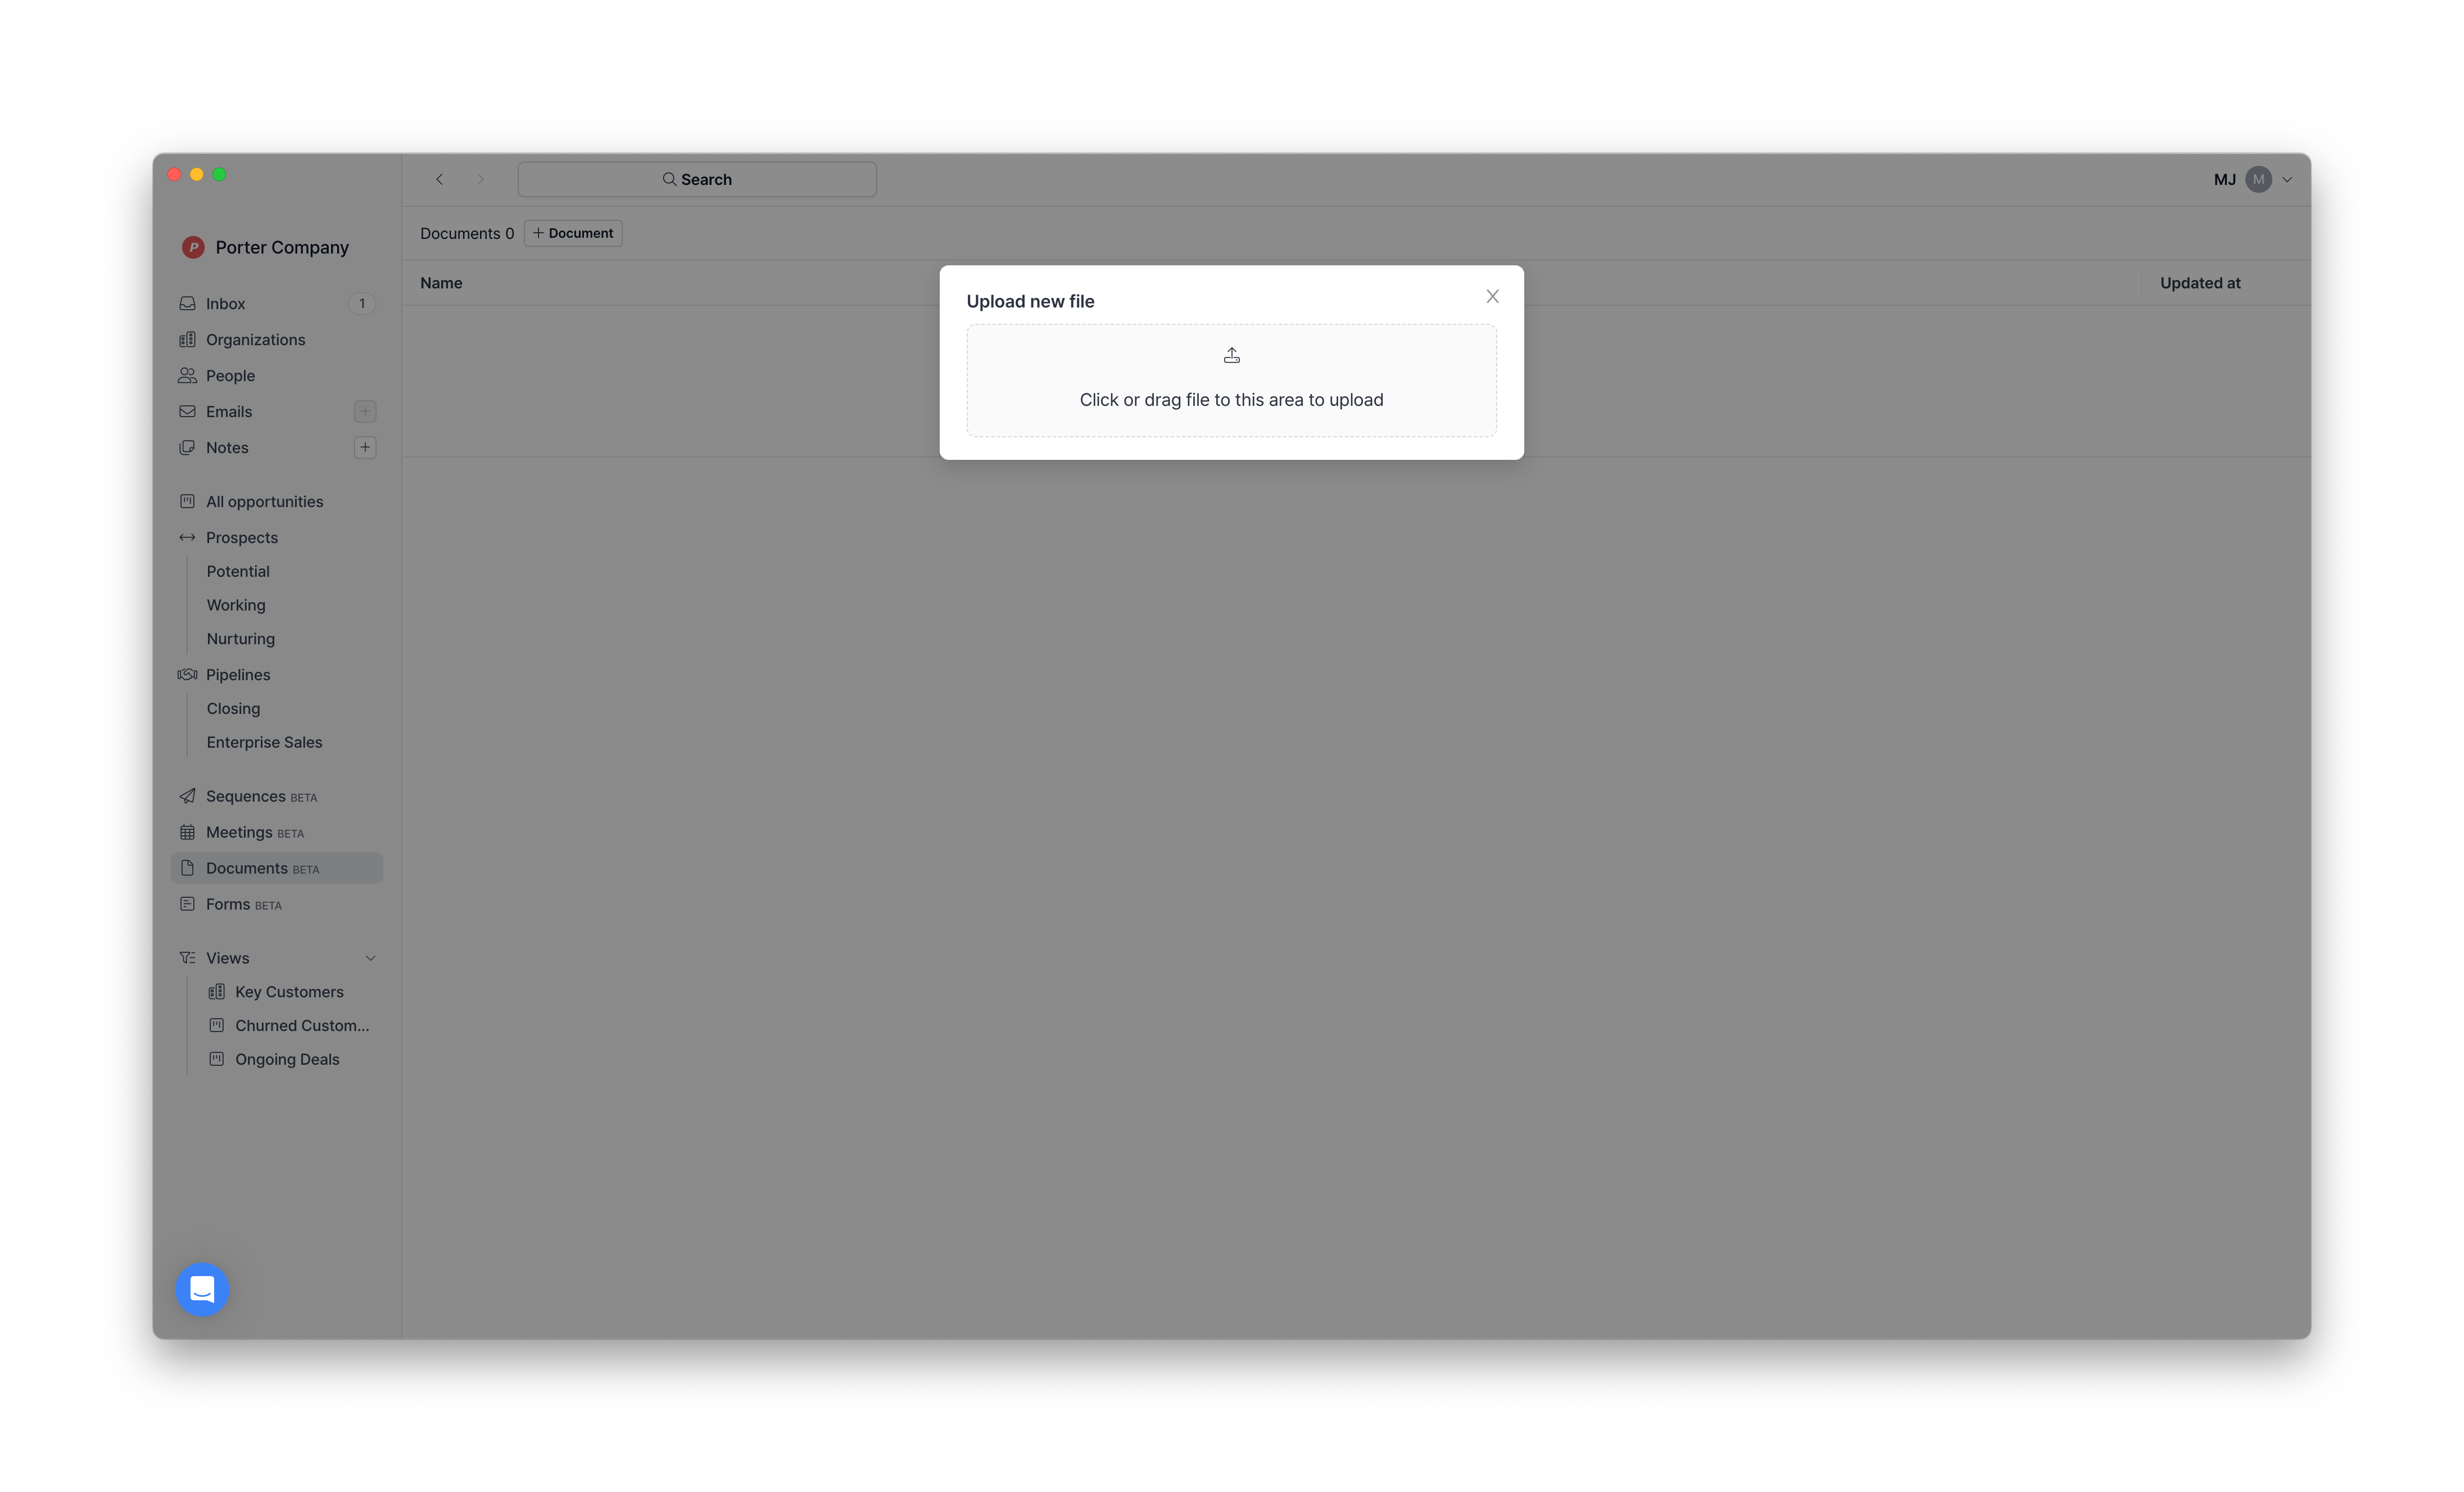 Search
MJ M
P Porter Company
Documents 0 + Document
Name
Updated at
Upload new file
Click or drag file to this area to upload
Inbox 1
Organizations
People
Emails
Notes
All opportunities
Prospects
Potential
Working
Nurturing
Pipelines
Closing
Enterprise Sales
Sequences BETA
Meetings BETA
Documents BETA
Forms BETA
Views
Key Customers
Churned Custom...
Ongoing Deals